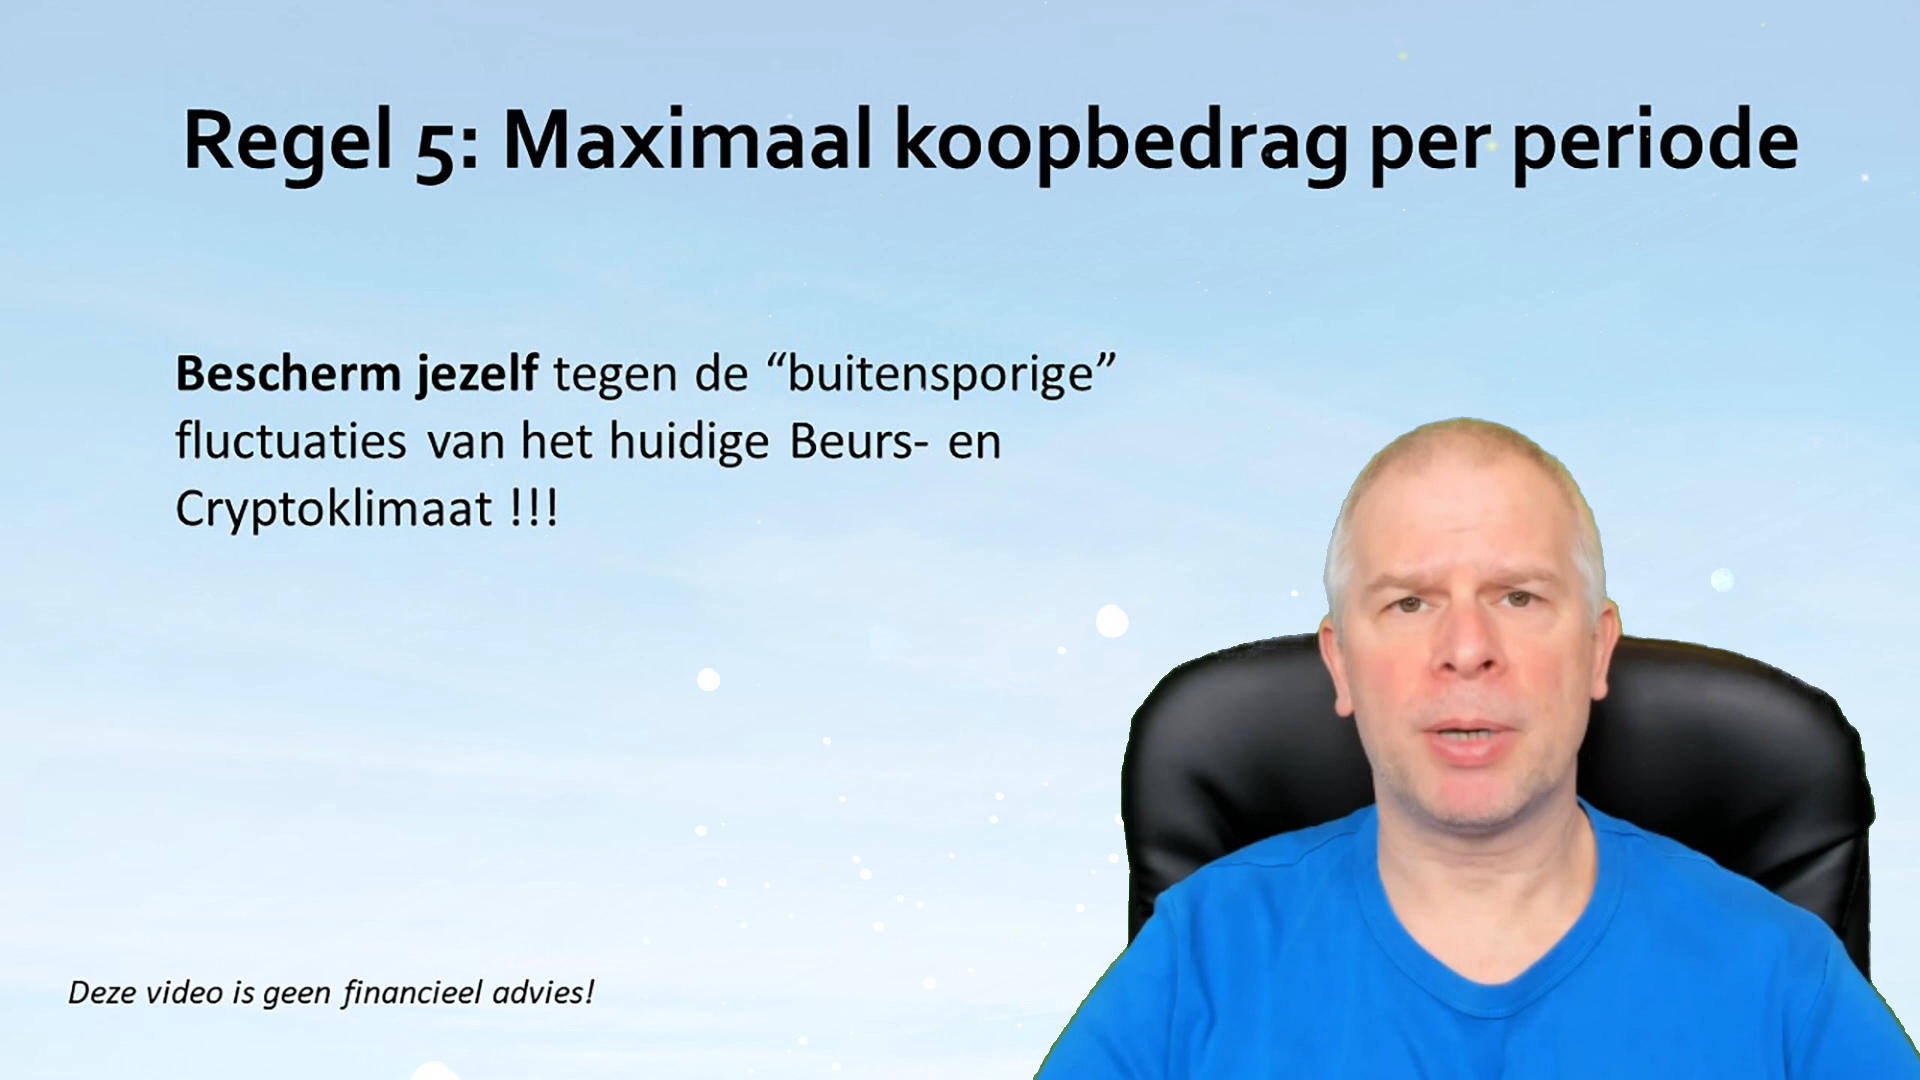 Regel 5: Maximaal koopbedrag per periode
Bescherm jezelf tegen de “buitensporige”
fluctuaties van het huidige Beurs- en
Cryptoklimaat !!!
Deze video is geen financieel advies!